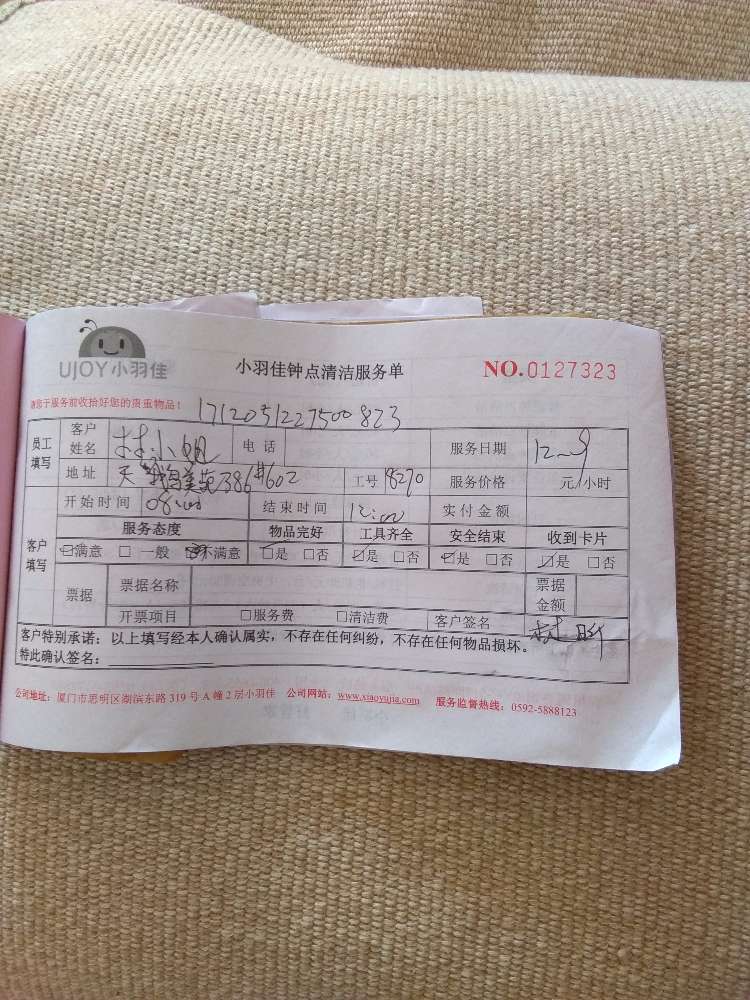 UJOY小羽佳 小羽佳钟点清洁服务单 NO.0127323
请您于服务前收拾好您的贵重物品! 1712051227500823
员工填写 客户姓名 林小姐 电话 服务日期 12-9
地址 386#602 工号 8270 服务价格 元/小时
客户填写 开始时间 08:00 结束时间 12:00 实付金额
服务态度 物品完好 工具齐全 安全结束 收到卡片
满意 一般 不满意 是 否 是 否 是 否 是 否
票据 票据名称 票据金额
开票项目 服务费 清洁费 客户签名 林
客户特别承诺:以上填写经本人确认属实,不存在任何纠纷,不存在任何物品损坏。
特此确认签名:
公司地址:厦门市思明区湖滨东路 319 号 A 幢 2 层小羽佳 公司网站:www.xiaoyujia.com 服务监督热线:0592-5888123